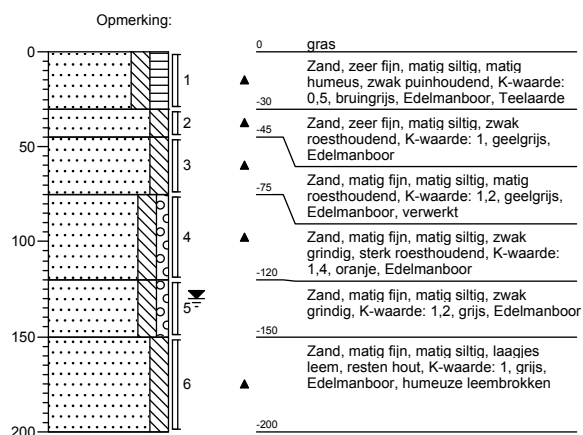 Opmerking:
0
50
100
150
200
1
2
3
4
5
6
0 gras
Zand, zeer fijn, matig siltig, matig
humeus, zwak puinhoudend, K-waarde:
0,5, bruingrijs, Edelmanboor, Teelaarde
-30
Zand, zeer fijn, matig siltig, zwak
roesthoudend, K-waarde: 1, geelgrijs,
Edelmanboor
-45
Zand, matig fijn, matig siltig, matig
roesthoudend, K-waarde: 1,2, geelgrijs,
Edelmanboor, verwerkt
-75
Zand, matig fijn, matig siltig, zwak
grindig, sterk roesthoudend, K-waarde:
1,4, oranje, Edelmanboor
-120
Zand, matig fijn, matig siltig, zwak
grindig, K-waarde: 1,2, grijs, Edelmanboor
-150
Zand, matig fijn, matig siltig, laagjes
leem, resten hout, K-waarde: 1, grijs,
Edelmanboor, humeuze leembrokken
-200